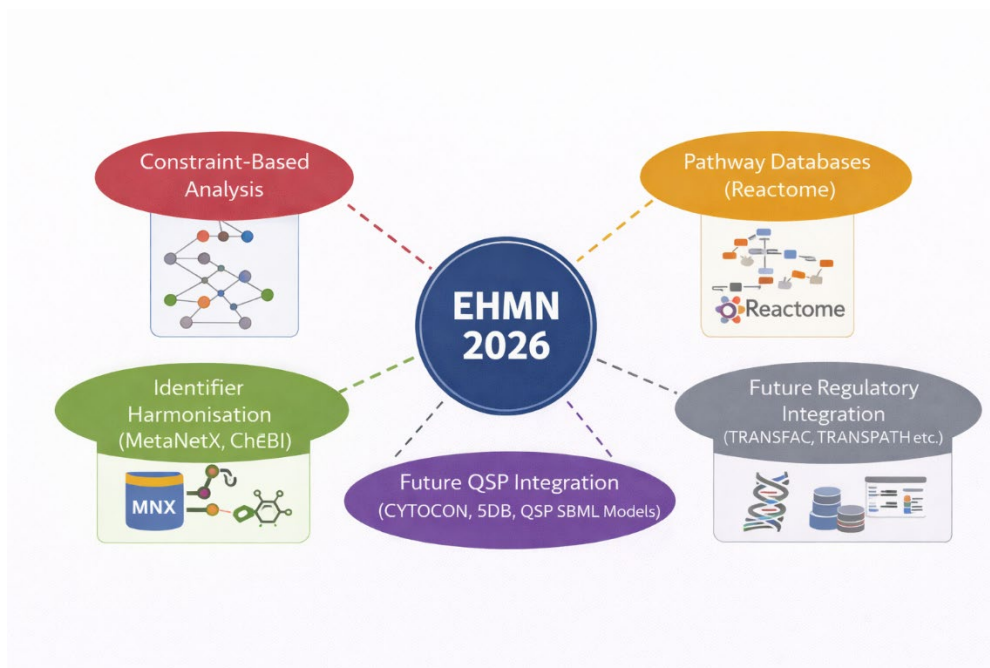 Constraint-Based
Analysis
Pathway Databases
(Reactome)
Reactome
EHMN
2026
Identifier
Harmonisation
(MetaNetX, ChEBI)
MNX
Future QSP Integration
(CYTOCON, 5DB, QSP SBML Models)
Future Regulatory
Integration
(TRANSFAC, TRANSPATH etc.)